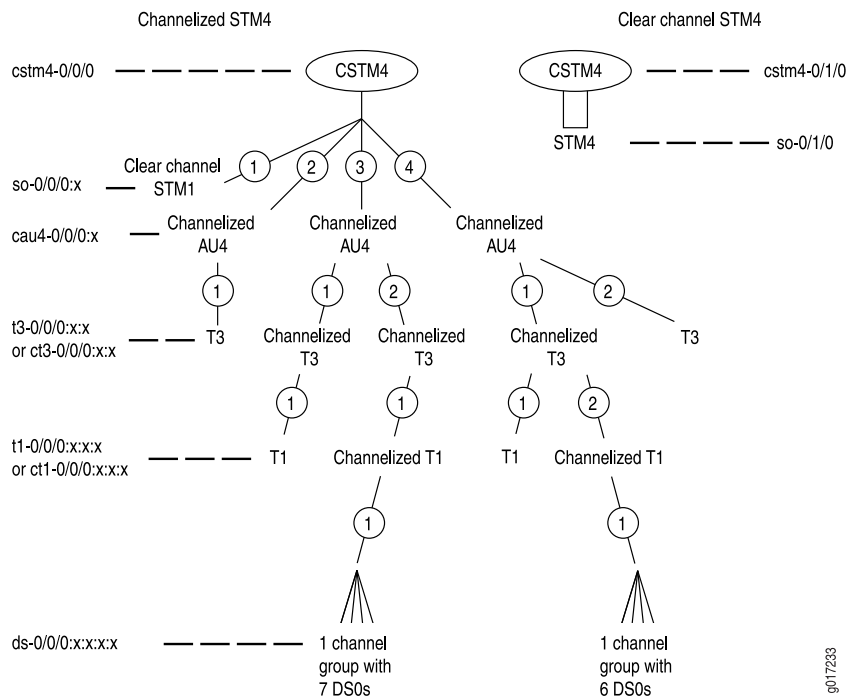 Channelized STM4
Clear channel STM4
cstm4-0/0/0
CSTM4
CSTM4
cstm4-0/1/0
STM4
so-0/1/0
1
2
3
4
Clear channel
STM1
so-0/0/0:x
cau4-0/0/0:x
Channelized
AU4
Channelized
AU4
Channelized
AU4
1
1
2
1
2
t3-0/0/0:x:x
or ct3-0/0/0:x:x
T3
Channelized
T3
Channelized
T3
Channelized
T3
T3
1
1
1
2
t1-0/0/0:x:x:x
or ct1-0/0/0:x:x:x
T1
Channelized T1
T1
Channelized T1
1
1
ds-0/0/0:x:x:x:x
1 channel
group with
7 DS0s
1 channel
group with
6 DS0s
g017233